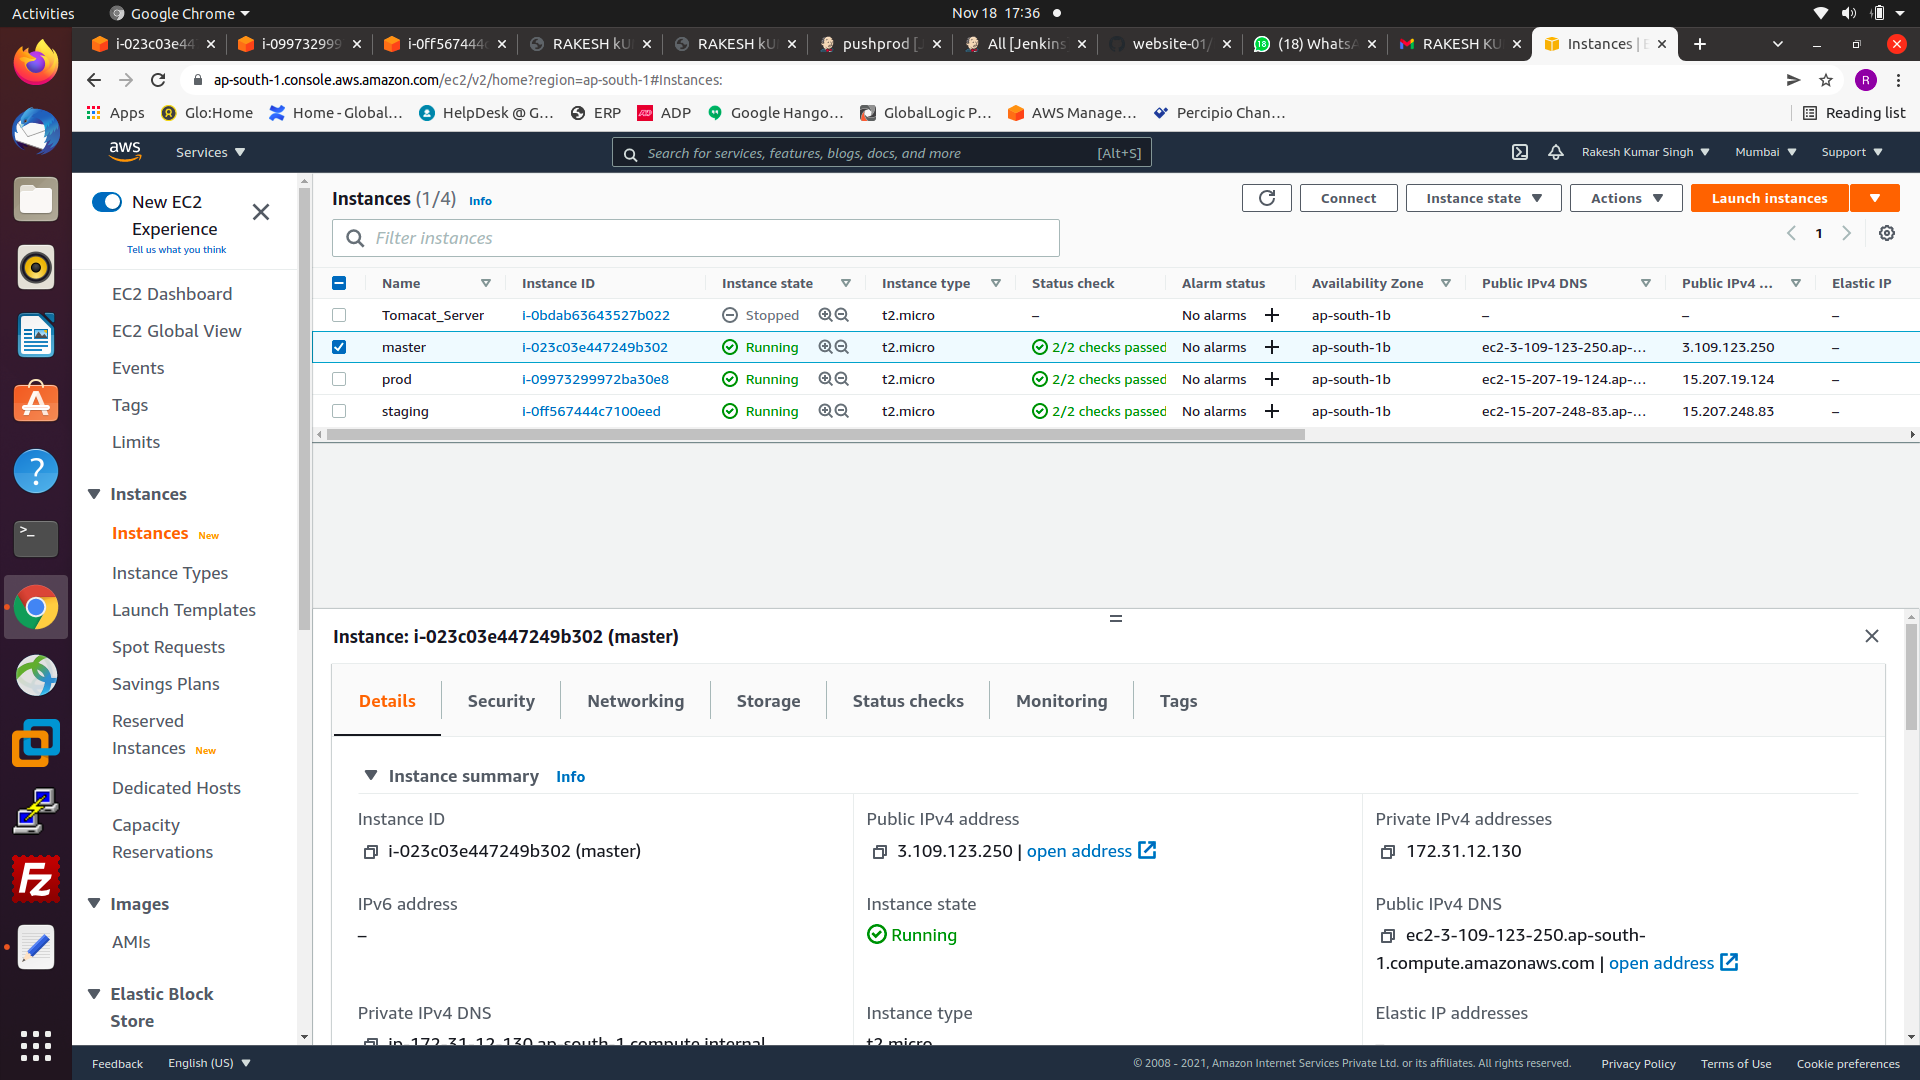 Activities Google Chrome Nov 18 17:36
i-023c03e44 i-099732999 i-0ff567444 RAKESH kU RAKESH kU pushprod [J All [Jenkins website-01/ (18) WhatsA RAKESH KU Instances | E
ap-south-1.console.aws.amazon.com/ec2/v2/home?region=ap-south-1#Instances: R
Apps Glo:Home Home - Global... HelpDesk @ G... ERP ADP Google Hango... GlobalLogic P... AWS Manage... Percipio Chan... Reading list
aws Services Search for services, features, blogs, docs, and more [Alt+S] Rakesh Kumar Singh Mumbai Support
New EC2
Experience
Tell us what you think
EC2 Dashboard
EC2 Global View
Events
Tags
Limits
Instances
Instances New
Instance Types
Launch Templates
Spot Requests
Savings Plans
Reserved
Instances New
Dedicated Hosts
Capacity
Reservations
Images
AMIs
Elastic Block
Store
Instances (1/4) Info Connect Instance state Actions Launch instances
Filter instances 1
Name Instance ID Instance state Instance type Status check Alarm status Availability Zone Public IPv4 DNS Public IPv4 ... Elastic IP
Tomacat_Server i-0bdab63643527b022 Stopped t2.micro – No alarms + ap-south-1b – – –
master i-023c03e447249b302 Running t2.micro 2/2 checks passed No alarms + ap-south-1b ec2-3-109-123-250.ap-... 3.109.123.250 –
prod i-09973299972ba30e8 Running t2.micro 2/2 checks passed No alarms + ap-south-1b ec2-15-207-19-124.ap-... 15.207.19.124 –
staging i-0ff567444c7100eed Running t2.micro 2/2 checks passed No alarms + ap-south-1b ec2-15-207-248-83.ap-... 15.207.248.83 –
Instance: i-023c03e447249b302 (master)
Details Security Networking Storage Status checks Monitoring Tags
Instance summary Info
Instance ID
i-023c03e447249b302 (master)
Public IPv4 address
3.109.123.250 | open address
Private IPv4 addresses
172.31.12.130
IPv6 address
–
Instance state
Running
Public IPv4 DNS
ec2-3-109-123-250.ap-south-
1.compute.amazonaws.com | open address
Private IPv4 DNS
ip-172-31-12-130.ap-south-1.compute.internal
Instance type
t2.micro
Elastic IP addresses
Feedback English (US) © 2008 - 2021, Amazon Internet Services Private Ltd. or its affiliates. All rights reserved. Privacy Policy Terms of Use Cookie preferences